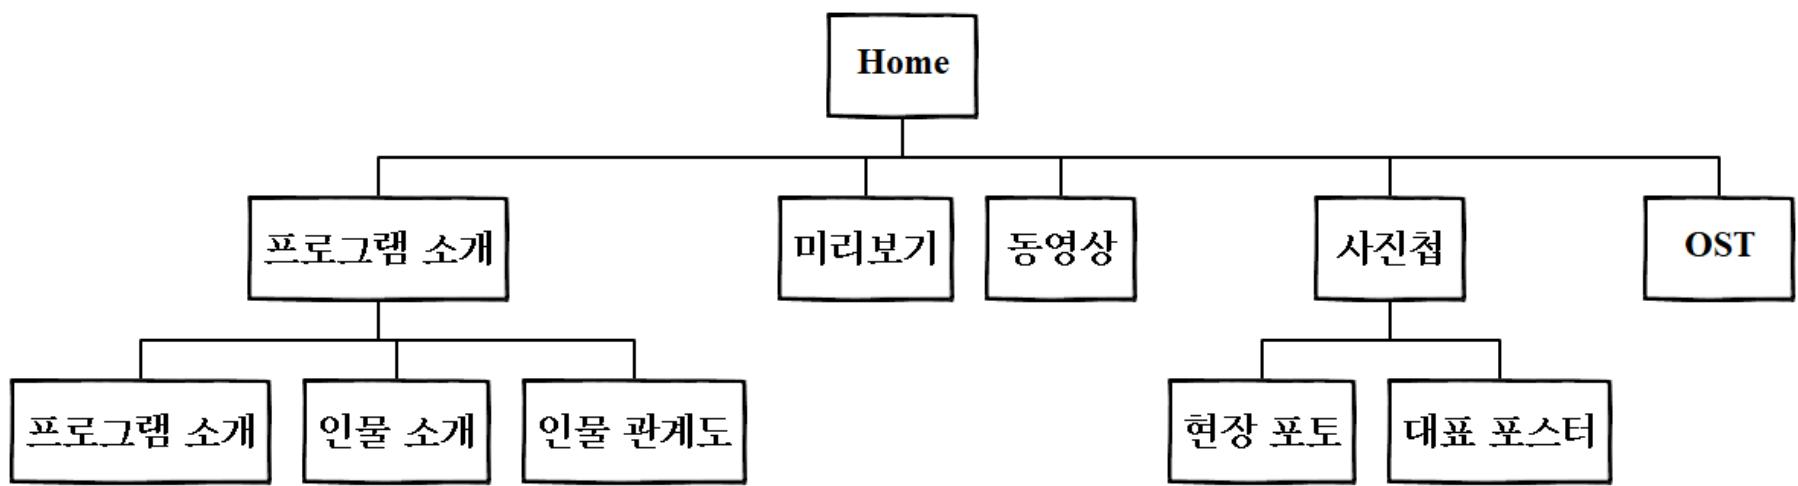 Home
프로그램 소개
미리보기
동영상
사진첩
OST
프로그램 소개
인물 소개
인물 관계도
현장 포토
대표 포스터